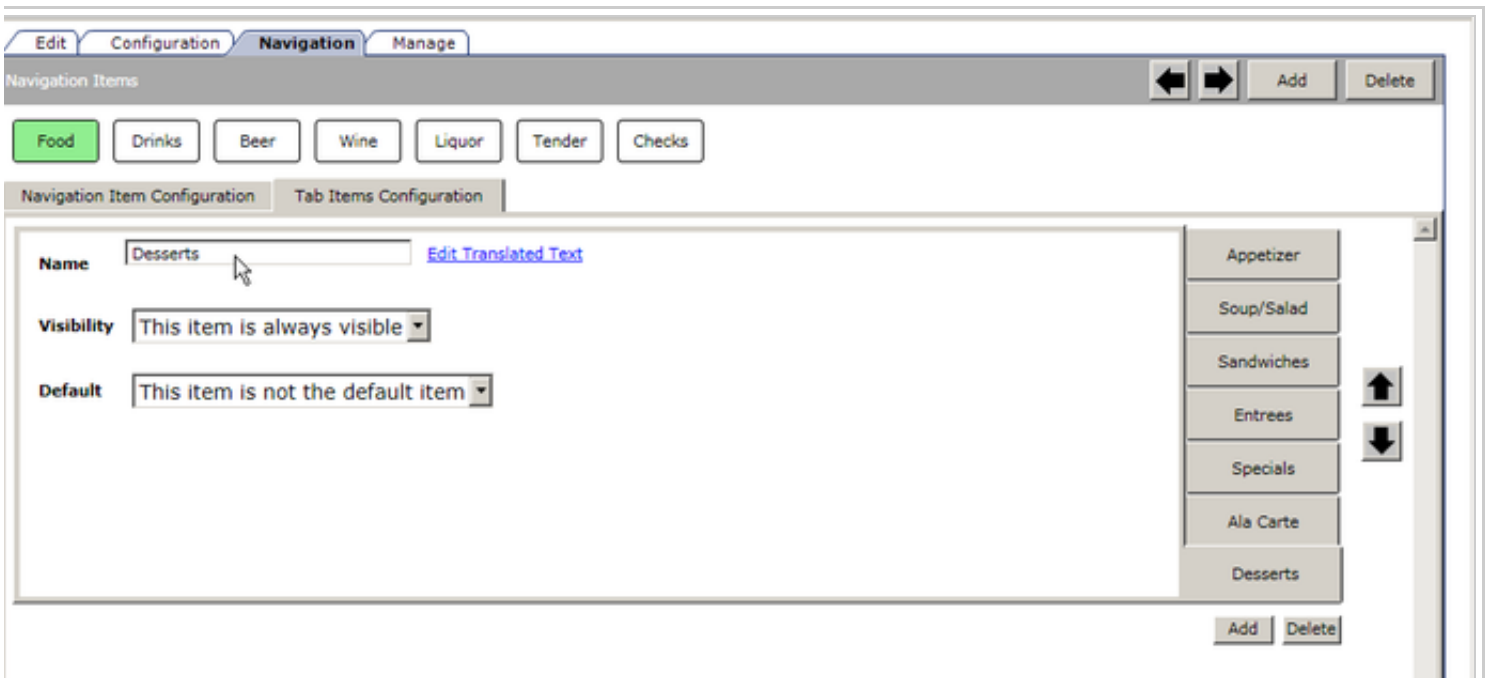 Edit Configuration Navigation Manage
Navigation Items Add Delete
Food Drinks Beer Wine Liquor Tender Checks
Navigation Item Configuration Tab Items Configuration
Name Desserts Edit Translated Text
Visibility This item is always visible
Default This item is not the default item
Appetizer
Soup/Salad
Sandwiches
Entrees
Specials
Ala Carte
Desserts
Add Delete